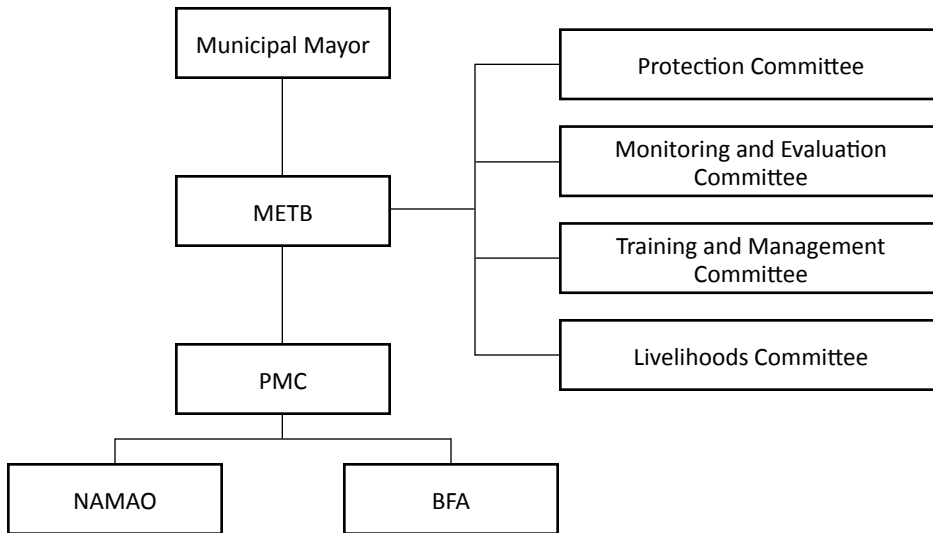 Municipal Mayor
Protection Committee
Monitoring and Evaluation
Committee
METB
Training and Management
Committee
Livelihoods Committee
PMC
NAMAO
BFA